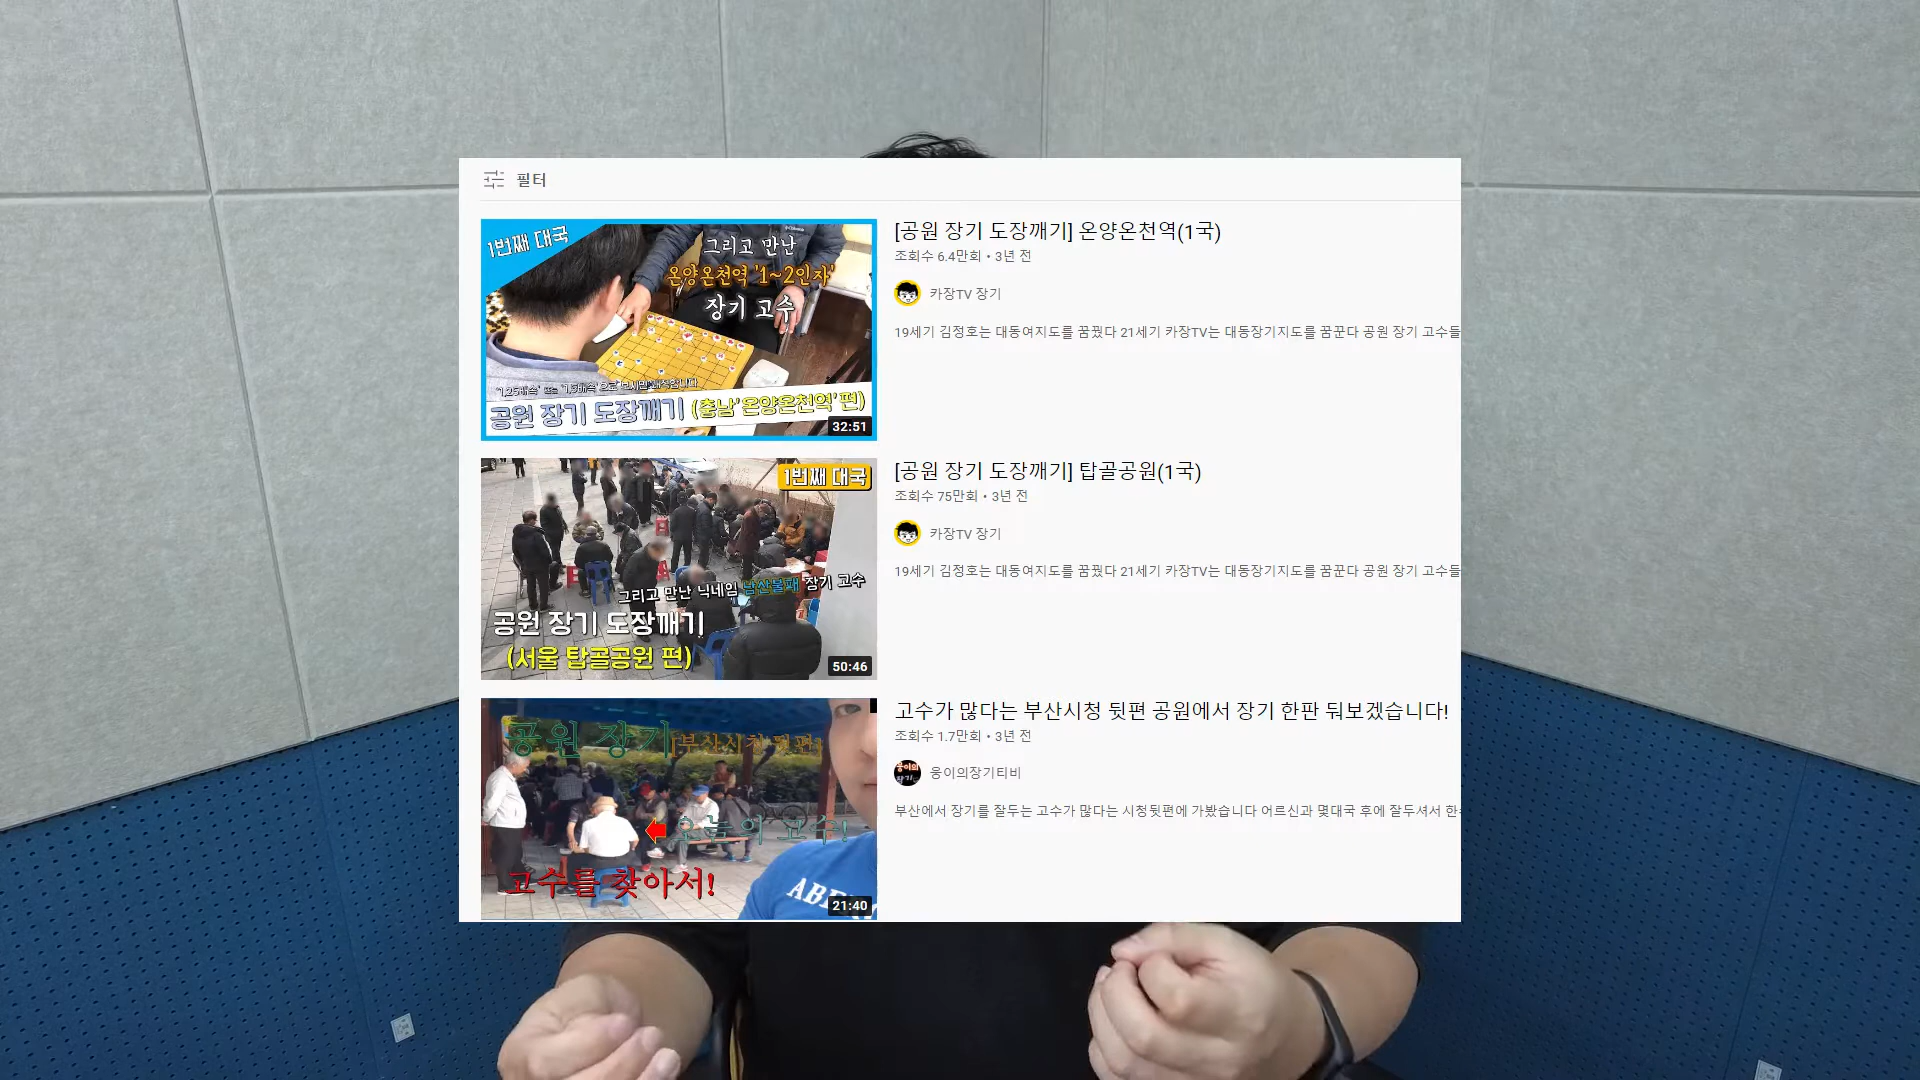 필터
1번째 대국
그리고 만난
온양온천역 '1~2인자'
장기 고수
공원 장기 도장깨기 (충남'온양온천역'편)
32:51
[공원 장기 도장깨기] 온양온천역(1국)
조회수 6.4만회 • 3년 전
카장TV 장기
19세기 김정호는 대동여지도를 꿈꿨다 21세기 카장TV는 대동장기지도를 꿈꾼다 공원 장기 고수들
1번째 대국
그리고 만난 닉네임 남산불패 장기 고수
공원 장기 도장깨기
(서울 탑골공원 편)
50:46
[공원 장기 도장깨기] 탑골공원(1국)
조회수 75만회 • 3년 전
카장TV 장기
19세기 김정호는 대동여지도를 꿈꿨다 21세기 카장TV는 대동장기지도를 꿈꾼다 공원 장기 고수들
공원 장기[부산시청 뒷편]
오늘의 고수!
고수를 찾아서!
21:40
고수가 많다는 부산시청 뒷편 공원에서 장기 한판 둬보겠습니다!
조회수 1.7만회 • 3년 전
웅이의장기티비
부산에서 장기를 잘두는 고수가 많다는 시청뒷편에 가봤습니다 어르신과 몇대국 후에 잘두셔서